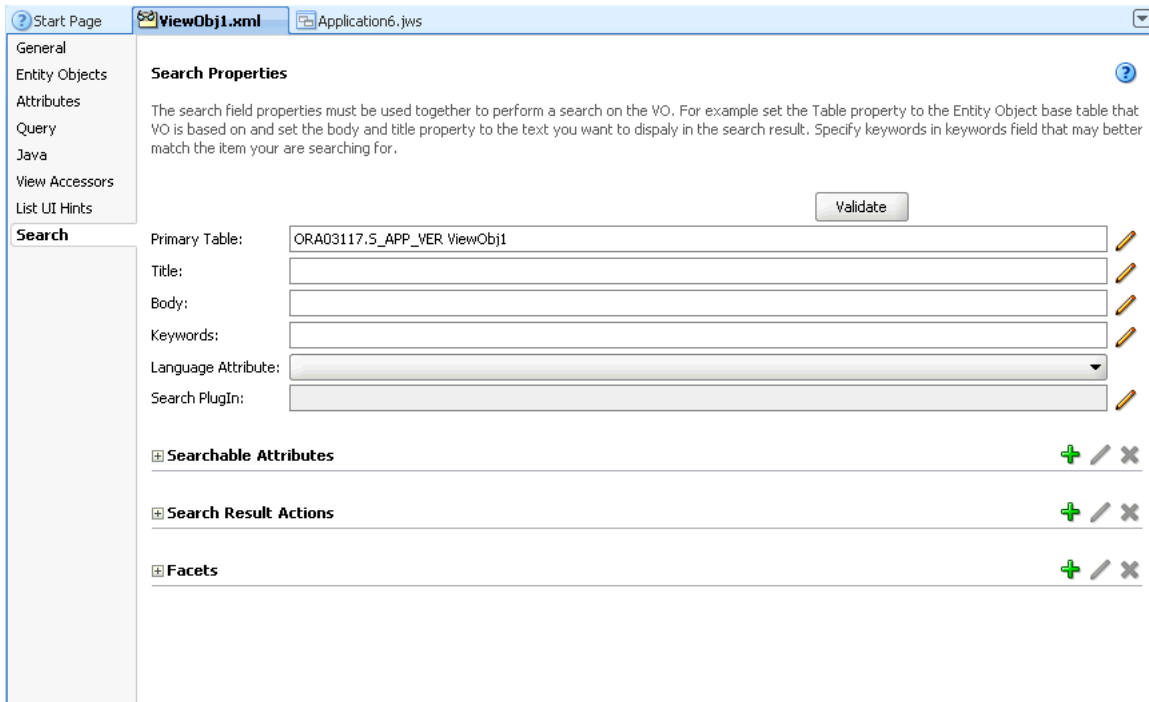 Start Page
ViewObj1.xml
Application6.jws
General
Entity Objects
Attributes
Query
Java
View Accessors
List UI Hints
Search
Search Properties
The search field properties must be used together to perform a search on the VO. For example set the Table property to the Entity Object base table that
VO is based on and set the body and title property to the text you want to dispaly in the search result. Specify keywords in keywords field that may better
match the item your are searching for.
Validate
Primary Table: ORA03117.S_APP_VER ViewObj1
Title:
Body:
Keywords:
Language Attribute:
Search PlugIn:
Searchable Attributes
Search Result Actions
Facets